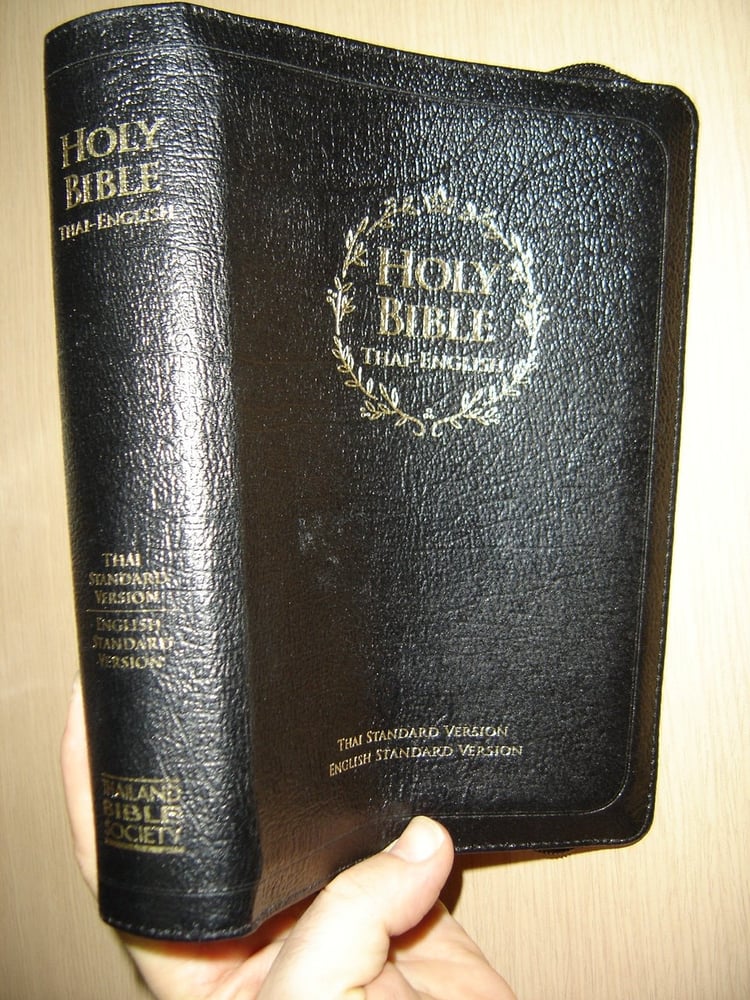 HOLY
BIBLE
THAI-ENGLISH
THAI
STANDARD
VERSION
ENGLISH
STANDARD
VERSION
THAILAND
BIBLE
SOCIETY
HOLY
BIBLE
THAI-ENGLISH
THAI STANDARD VERSION
ENGLISH STANDARD VERSION